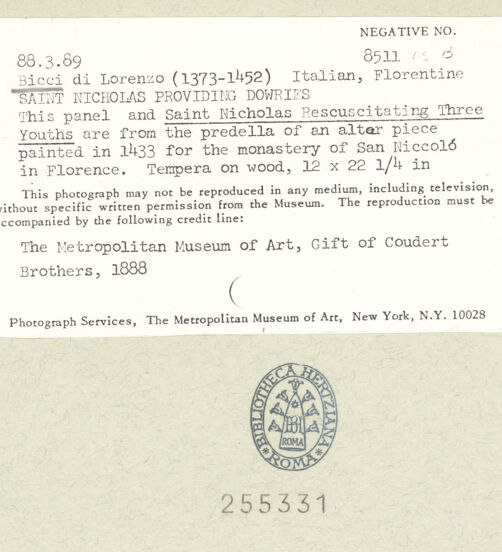 NEGATIVE NO.
88.3.89 8511
Bicci di Lorenzo (1373-1452) Italian, Florentine
SAINT NICHOLAS PROVIDING DOWRIES
This panel and Saint Nicholas Rescuscitating Three
Youths are from the predella of an altar piece
painted in 1433 for the monastery of San Niccoló
in Florence. Tempera on wood, 12 x 22 1/4 in
This photograph may not be reproduced in any medium, including television,
without specific written permission from the Museum. The reproduction must be
accompanied by the following credit line:
The Metropolitan Museum of Art, Gift of Coudert
Brothers, 1888
Photograph Services, The Metropolitan Museum of Art, New York, N.Y. 10028
BIBLIOTHECA HERTZIANA
ROMA
ROMA
255331